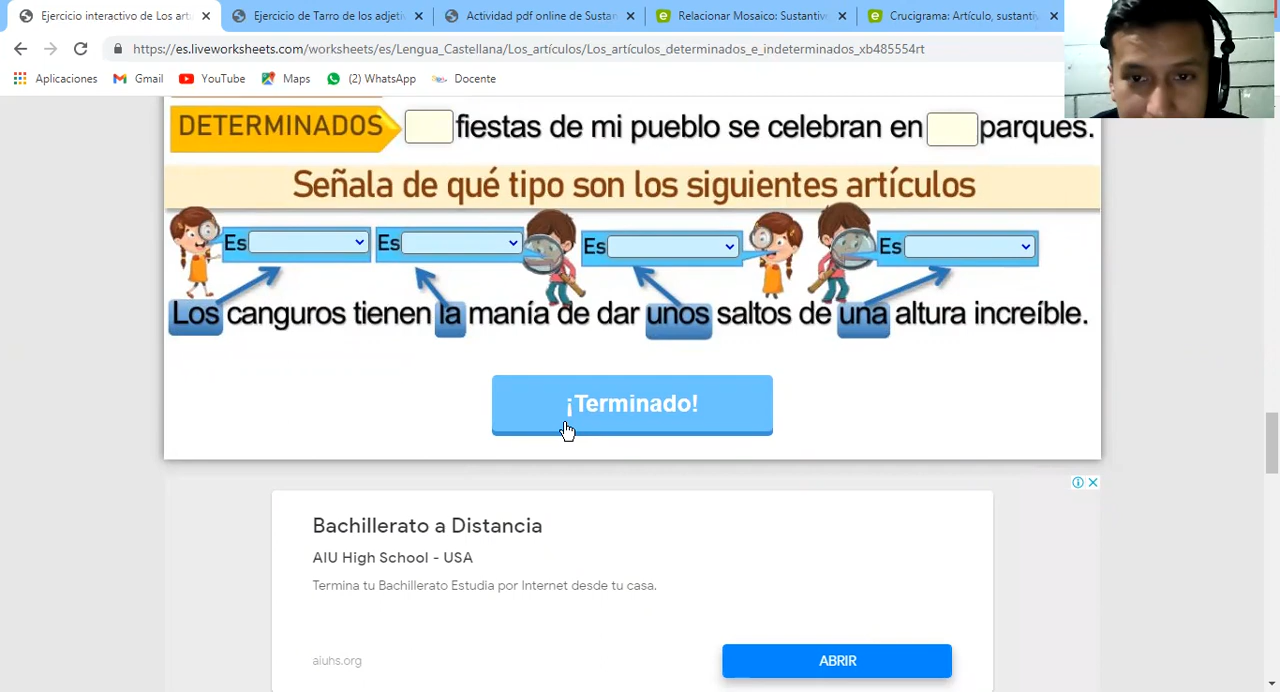 Ejercicio interactivo de Los art
Ejercicio de Tarro de los adjeti
Actividad pdf online de Sustan
Relacionar Mosaico: Sustantiv
Crucigrama: Artículo, sustanti
https://es.liveworksheets.com/worksheets/es/Lengua_Castellana/Los_artículos/Los_artículos_determinados_e_indeterminados_xb485554rt
Aplicaciones Gmail YouTube Maps (2) WhatsApp Docente
DETERMINADOS fiestas de mi pueblo se celebran en parques.
Señala de qué tipo son los siguientes artículos
Es Es Es Es
Los canguros tienen la manía de dar unos saltos de una altura increíble.
¡Terminado!
Bachillerato a Distancia
AIU High School - USA
Termina tu Bachillerato Estudia por Internet desde tu casa.
aiuhs.org
ABRIR